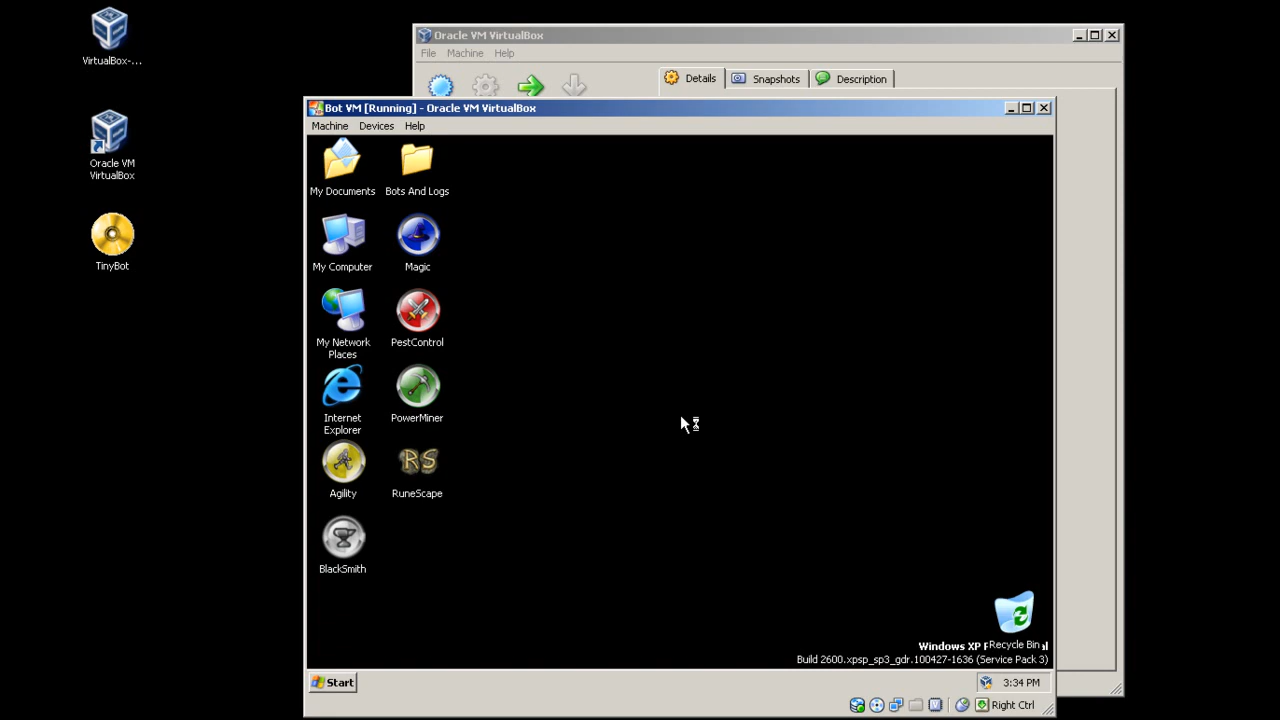 VirtualBox-...
Oracle VM
VirtualBox
TinyBot
Oracle VM VirtualBox
File Machine Help
Details Snapshots Description
Bot VM [Running] - Oracle VM VirtualBox
Machine Devices Help
My Documents Bots And Logs
My Computer Magic
My Network
Places
PestControl
Internet
Explorer
PowerMiner
Agility RS RuneScape
BlackSmith
Recycle Bin
Windows XP
Build 2600.xpsp_sp3_gdr.100427-1636 (Service Pack 3)
Start 3:34 PM
Right Ctrl